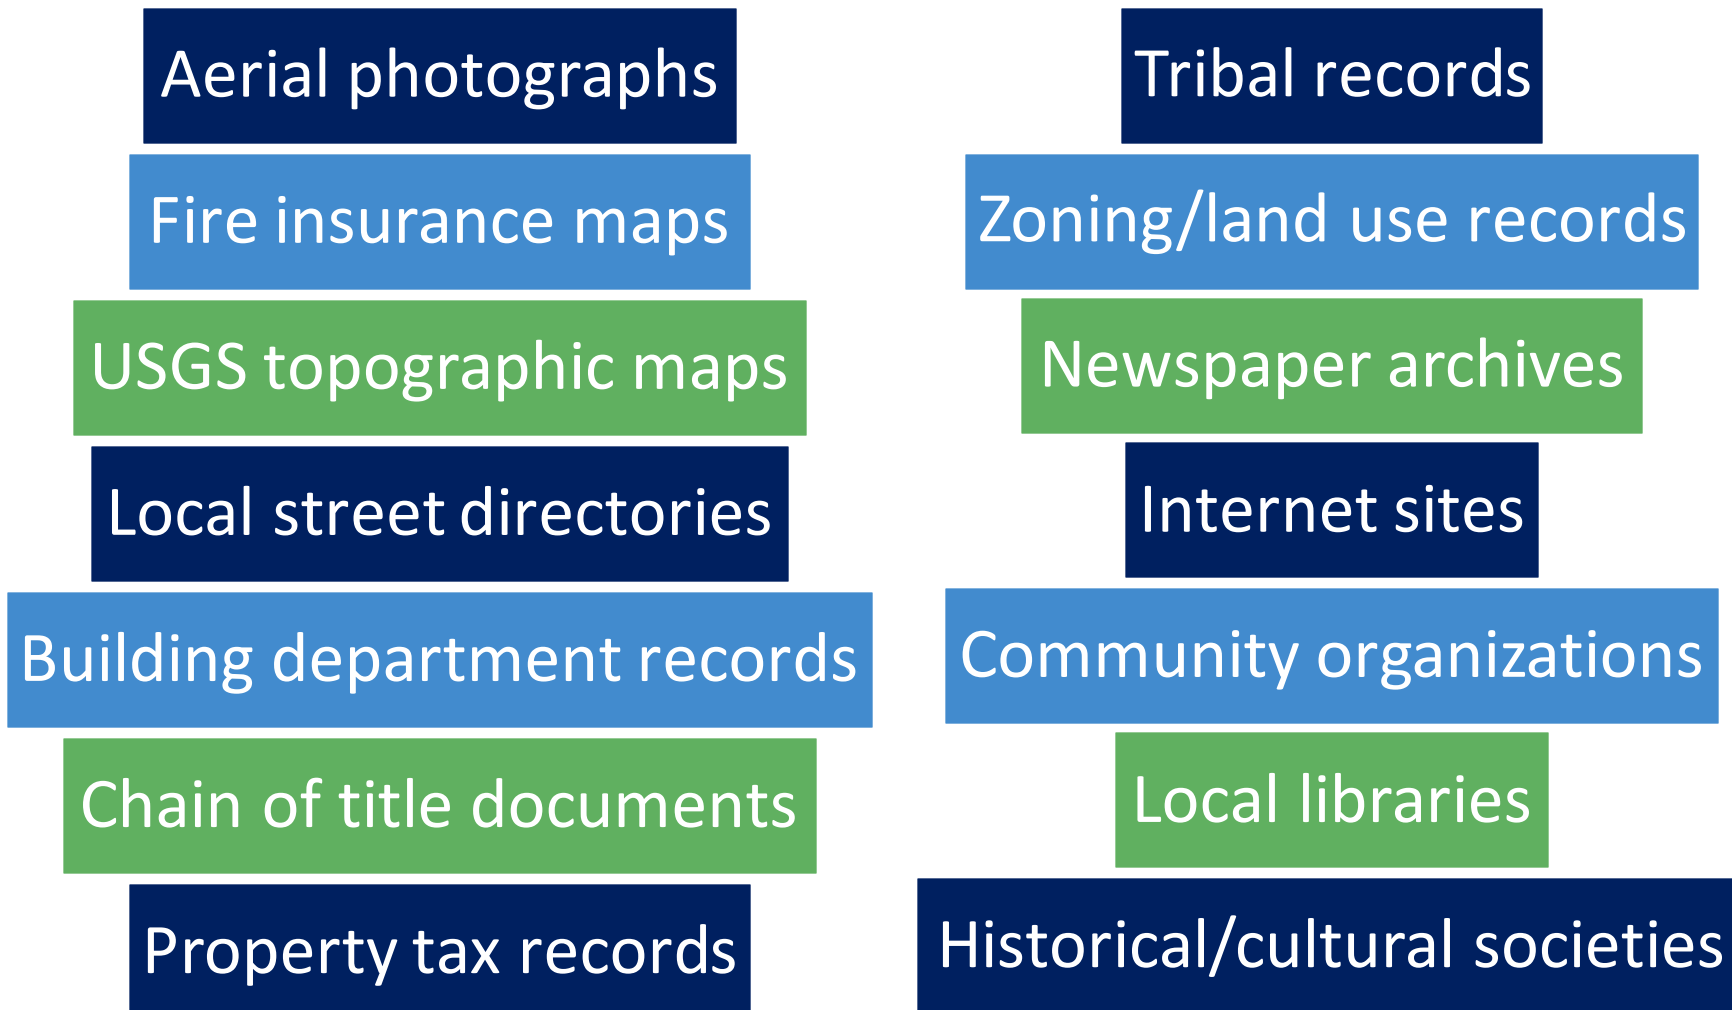 Aerial photographs
Fire insurance maps
USGS topographic maps
Local street directories
Building department records
Chain of title documents
Property tax records
Tribal records
Zoning/land use records
Newspaper archives
Internet sites
Community organizations
Local libraries
Historical/cultural societies